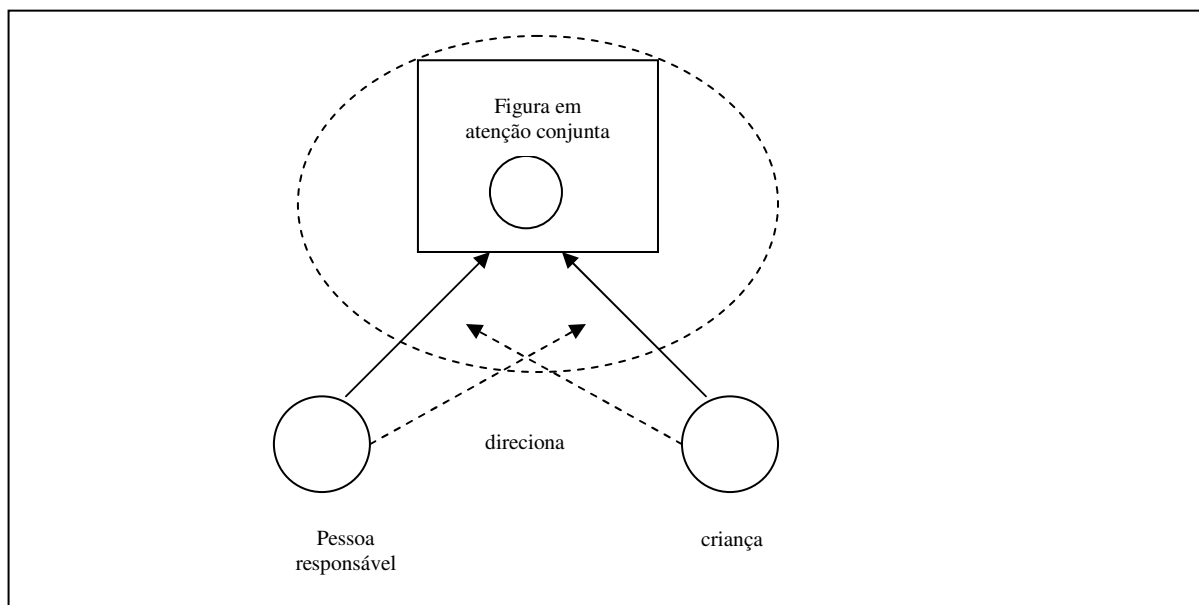 Figura em
atenção conjunta
direciona
Pessoa
responsável
criança